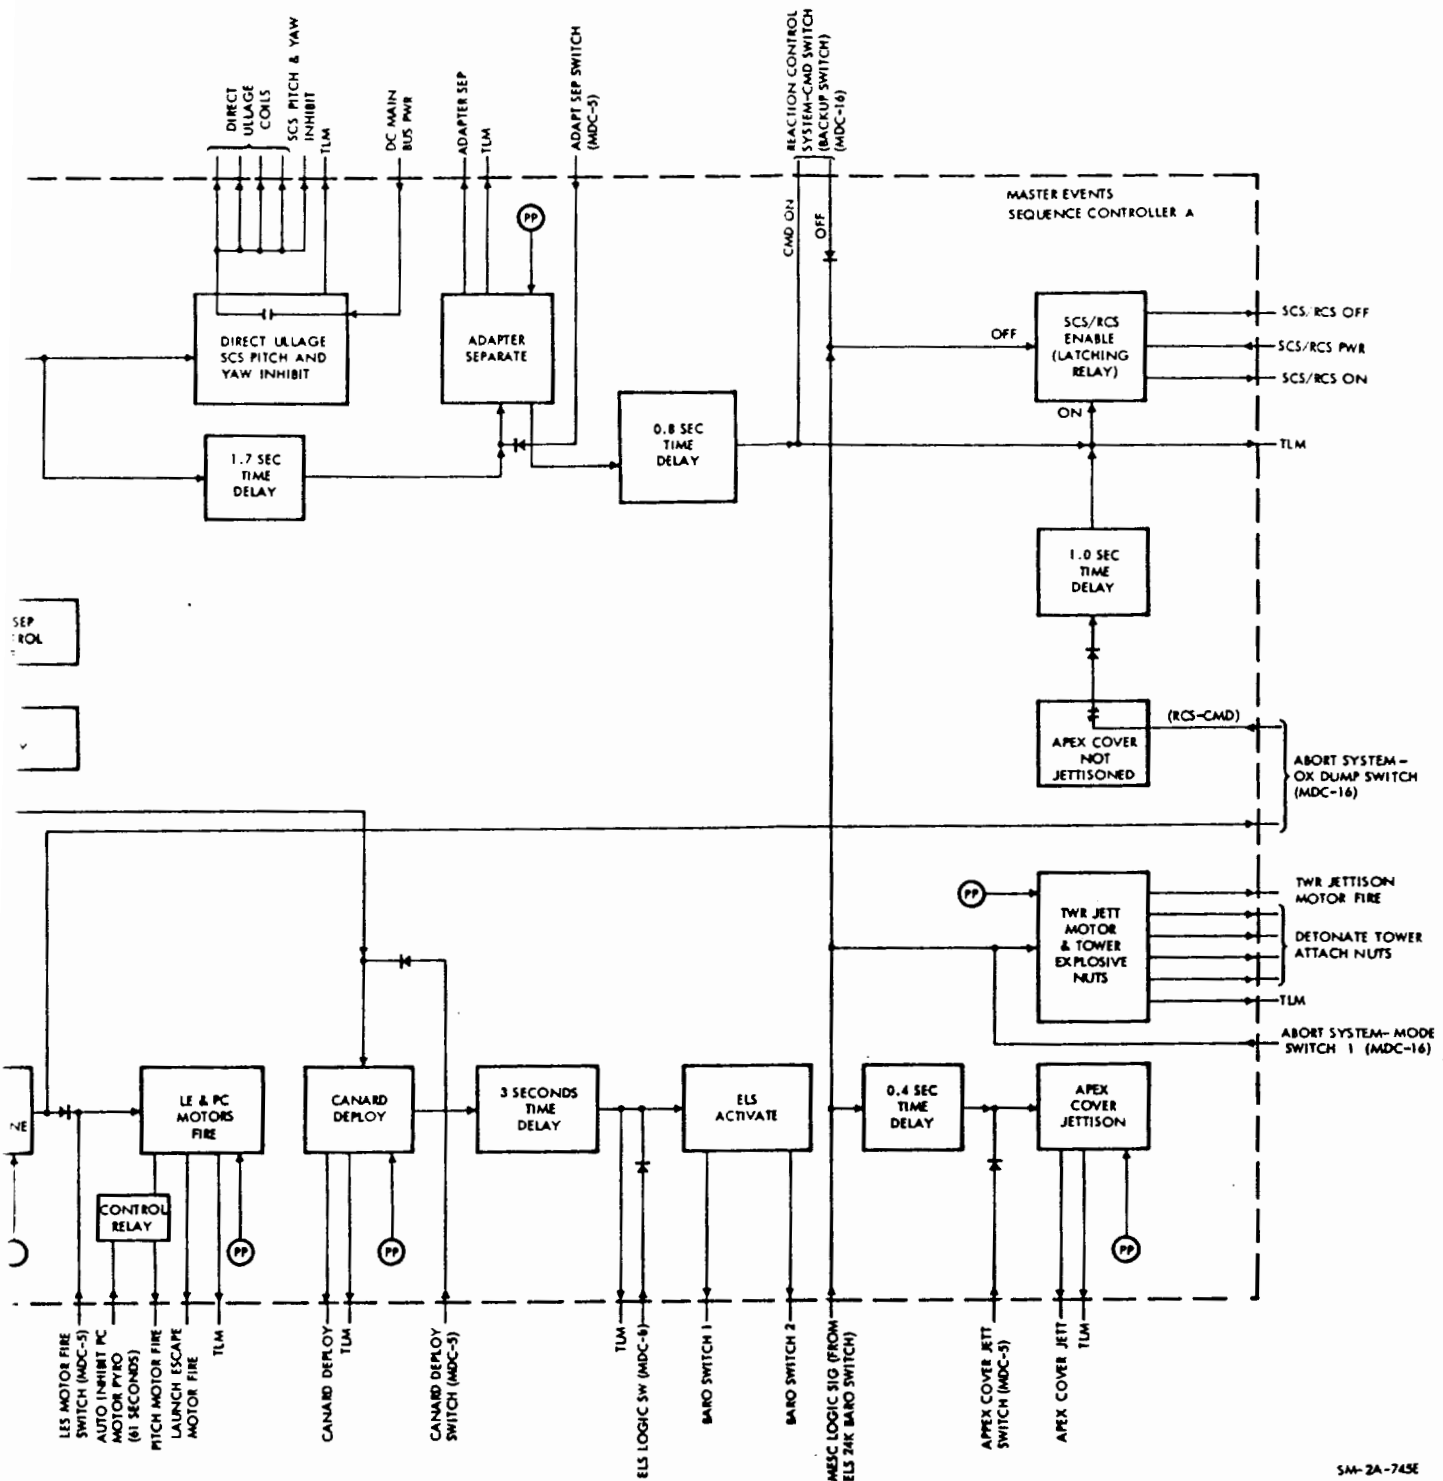 DIRECT
ULLAGE
COILS
SCS PITCH & YAW
INHIBIT
TLM
DC MAIN
BUS PWR
ADAPTER SEP
TLM
ADAPT SEP SWITCH
(MDC-5)
REACTION CONTROL
SYSTEM-CMD SWITCH
(BACKUP SWITCH)
(MDC-16)
MASTER EVENTS
SEQUENCE CONTROLLER A
PP
CMD ON
OFF
DIRECT ULLAGE
SCS PITCH AND
YAW INHIBIT
ADAPTER
SEPARATE
OFF
SCS/RCS
ENABLE
(LATCHING
RELAY)
SCS/RCS OFF
SCS/RCS PWR
SCS/RCS ON
ON
1.7 SEC
TIME
DELAY
0.8 SEC
TIME
DELAY
TLM
1.0 SEC
TIME
DELAY
SEP
ROL
APEX COVER
NOT
JETTISONED
(RCS-CMD)
ABORT SYSTEM-
OX DUMP SWITCH
(MDC-16)
PP
TWR JETT
MOTOR
& TOWER
EXPLOSIVE
NUTS
TWR JETTISON
MOTOR FIRE
DETONATE TOWER
ATTACH NUTS
TLM
ABORT SYSTEM-MODE
SWITCH 1 (MDC-16)
NE
LE & PC
MOTORS
FIRE
CANARD
DEPLOY
3 SECONDS
TIME
DELAY
ELS
ACTIVATE
0.4 SEC
TIME
DELAY
APEX
COVER
JETTISON
CONTROL
RELAY
PP
PP
PP
LES MOTOR FIRE
SWITCH (MDC-5)
AUTO INHIBIT PC
MOTOR PYRO
(61 SECONDS)
PITCH MOTOR FIRE
LAUNCH ESCAPE
MOTOR FIRE
TLM
CANARD DEPLOY
TLM
CANARD DEPLOY
SWITCH (MDC-5)
TLM
ELS LOGIC SW (MDC-8)
BARO SWITCH 1
BARO SWITCH 2
MESC LOGIC SIG (FROM
ELS 24K BARO SWITCH)
APPEX COVER JETT
SWITCH (MDC-5)
APEX COVER JETT
TLM
SM-2A-745E